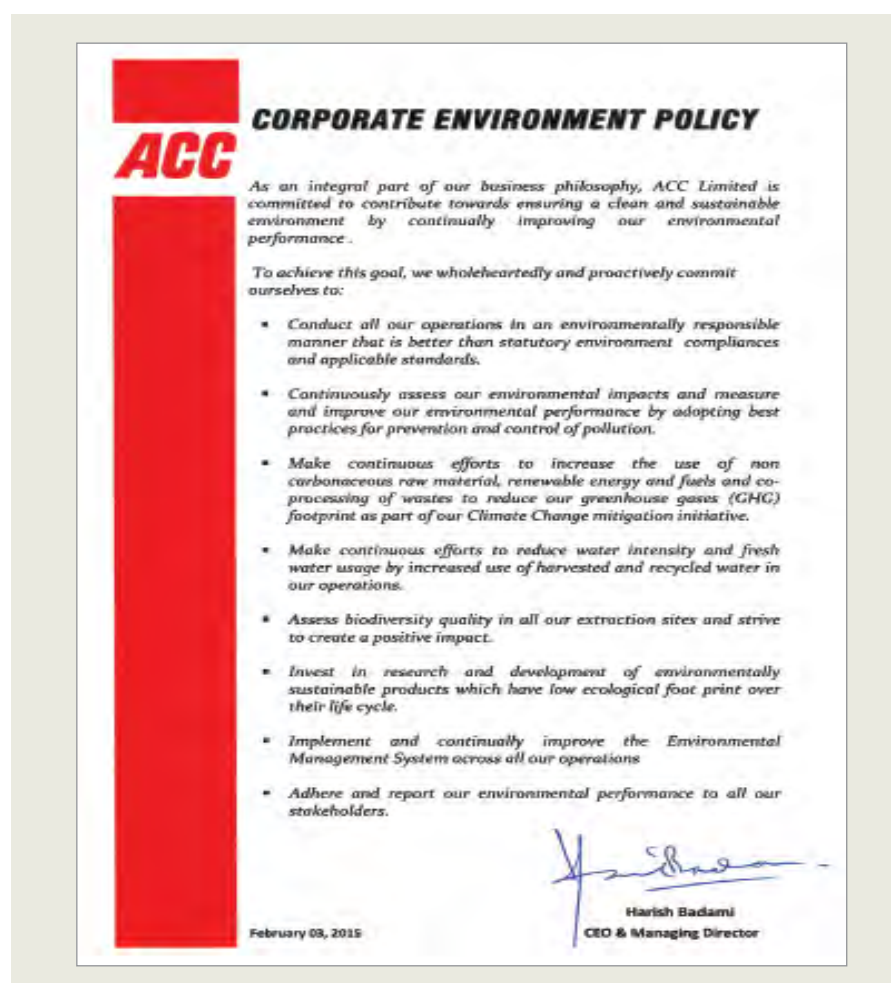 CORPORATE ENVIRONMENT POLICY
ACC
As an integral part of our business philosophy, ACC Limited is
committed to contribute towards ensuring a clean and sustainable
environment by continually improving our environmental
performance .
To achieve this goal, we wholeheartedly and proactively commit
ourselves to:
▪ Conduct all our operations in an environmentally responsible
manner that is better than statutory environment compliances
and applicable standards.
▪ Continuously assess our environmental impacts and measure
and improve our environmental performance by adopting best
practices for prevention and control of pollution.
▪ Make continuous efforts to increase the use of non
carbonaceous raw material, renewable energy and fuels and co-
processing of wastes to reduce our greenhouse gases (GHG)
footprint as part of our Climate Change mitigation initiative.
▪ Make continuous efforts to reduce water intensity and fresh
water usage by increased use of harvested and recycled water in
our operations.
▪ Assess biodiversity quality in all our extraction sites and strive
to create a positive impact.
▪ Invest in research and development of environmentally
sustainable products which have low ecological foot print over
their life cycle.
▪ Implement and continually improve the Environmental
Management System across all our operations
▪ Adhere and report our environmental performance to all our
stakeholders.
Harish Badami
February 03, 2015 CEO & Managing Director